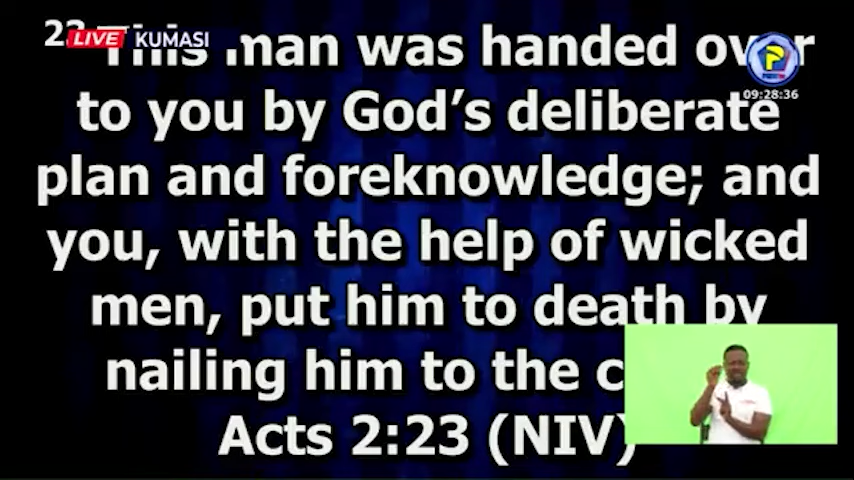 LIVE KUMASI
09:28:36
man was handed over
to you by God's deliberate
plan and foreknowledge; and
you, with the help of wicked
men, put him to death by
nailing him to the
Acts 2:23 (NIV)